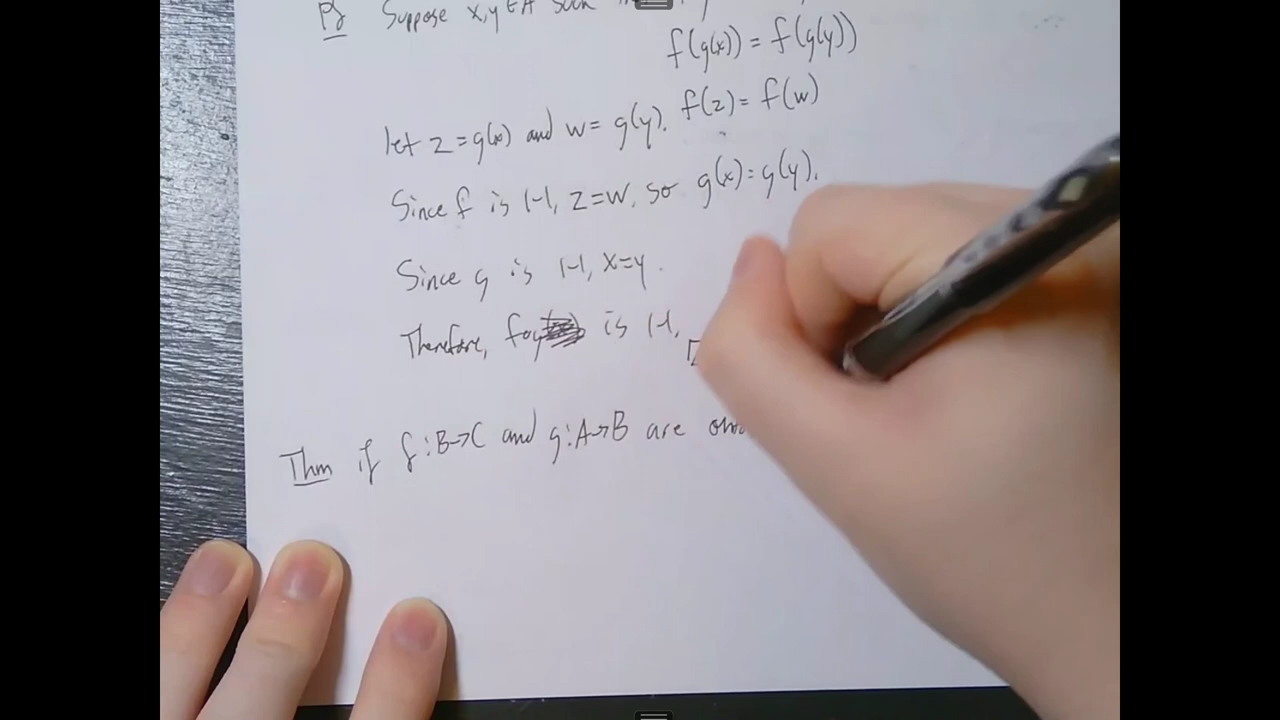 Pf Suppose x,y ∈ A such
f(g(x)) = f(g(y))
let z = g(x) and w = g(y). f(z) = f(w)
Since f is 1-1, z=w, so g(x) = g(y).
Since g is 1-1, x=y.
Therefore, f∘g is 1-1,
Thm if f: B→C and g: A→B are